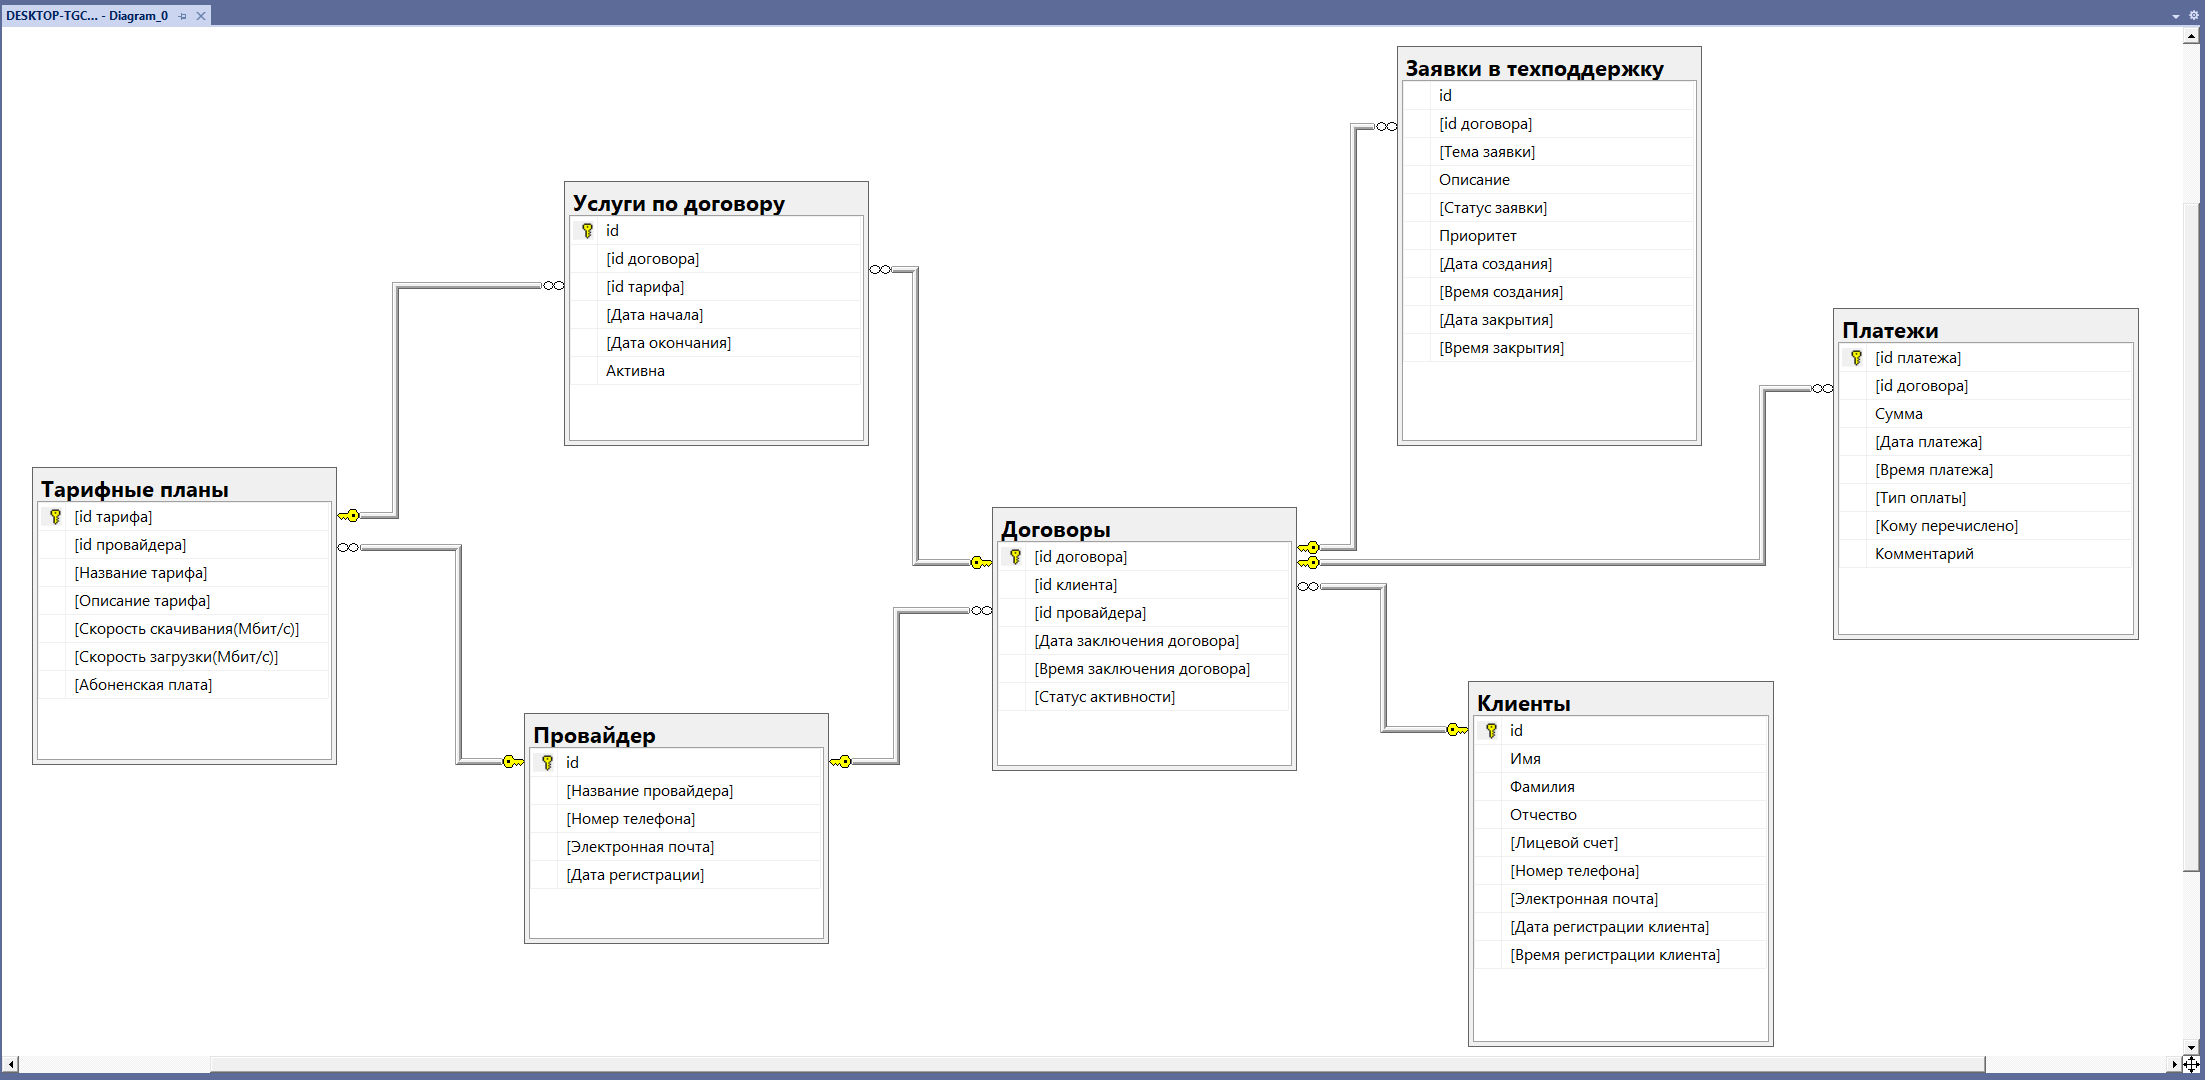 DESKTOP-TGC... - Diagram_0
Заявки в техподдержку
id
[id договора]
[Тема заявки]
Описание
[Статус заявки]
Приоритет
[Дата создания]
[Время создания]
[Дата закрытия]
[Время закрытия]
Услуги по договору
id
[id договора]
[id тарифа]
[Дата начала]
[Дата окончания]
Активна
Платежи
[id платежа]
[id договора]
Сумма
[Дата платежа]
[Время платежа]
[Тип оплаты]
[Кому перечислено]
Комментарий
Тарифные планы
[id тарифа]
[id провайдера]
[Название тарифа]
[Описание тарифа]
[Скорость скачивания(Мбит/с)]
[Скорость загрузки(Мбит/с)]
[Абоненская плата]
Договоры
[id договора]
[id клиента]
[id провайдера]
[Дата заключения договора]
[Время заключения договора]
[Статус активности]
Провайдер
id
[Название провайдера]
[Номер телефона]
[Электронная почта]
[Дата регистрации]
Клиенты
id
Имя
Фамилия
Отчество
[Лицевой счет]
[Номер телефона]
[Электронная почта]
[Дата регистрации клиента]
[Время регистрации клиента]